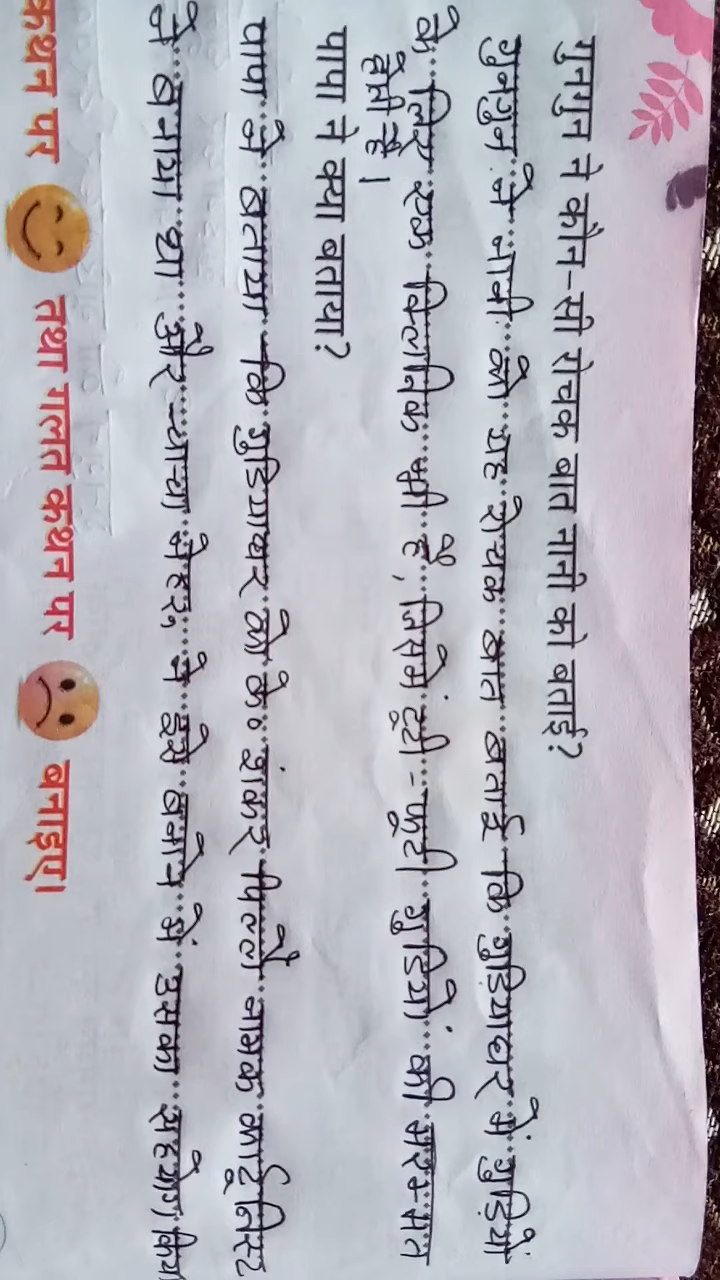 गुनगुन ने कौन-सी रोचक बात नानी को बताई?
गुनगुन ने नानी को यह रोचक बात बताई कि गुड़ियाघर में गुड़ियों
के लिए एक क्लिनिक भी है, जिसमें टूटी-फूटी गुडियों की मरम्मत
होती है।
पापा ने क्या बताया?
पापा ने बताया कि गुडियाघर को के० शंकर पिल्लै नामक कार्टूनिस्ट
ने बनाया था और चाचा नेहरू ने इसे बनाने में उसका सहयोग किया
कथन पर तथा गलत कथन पर बनाइए।